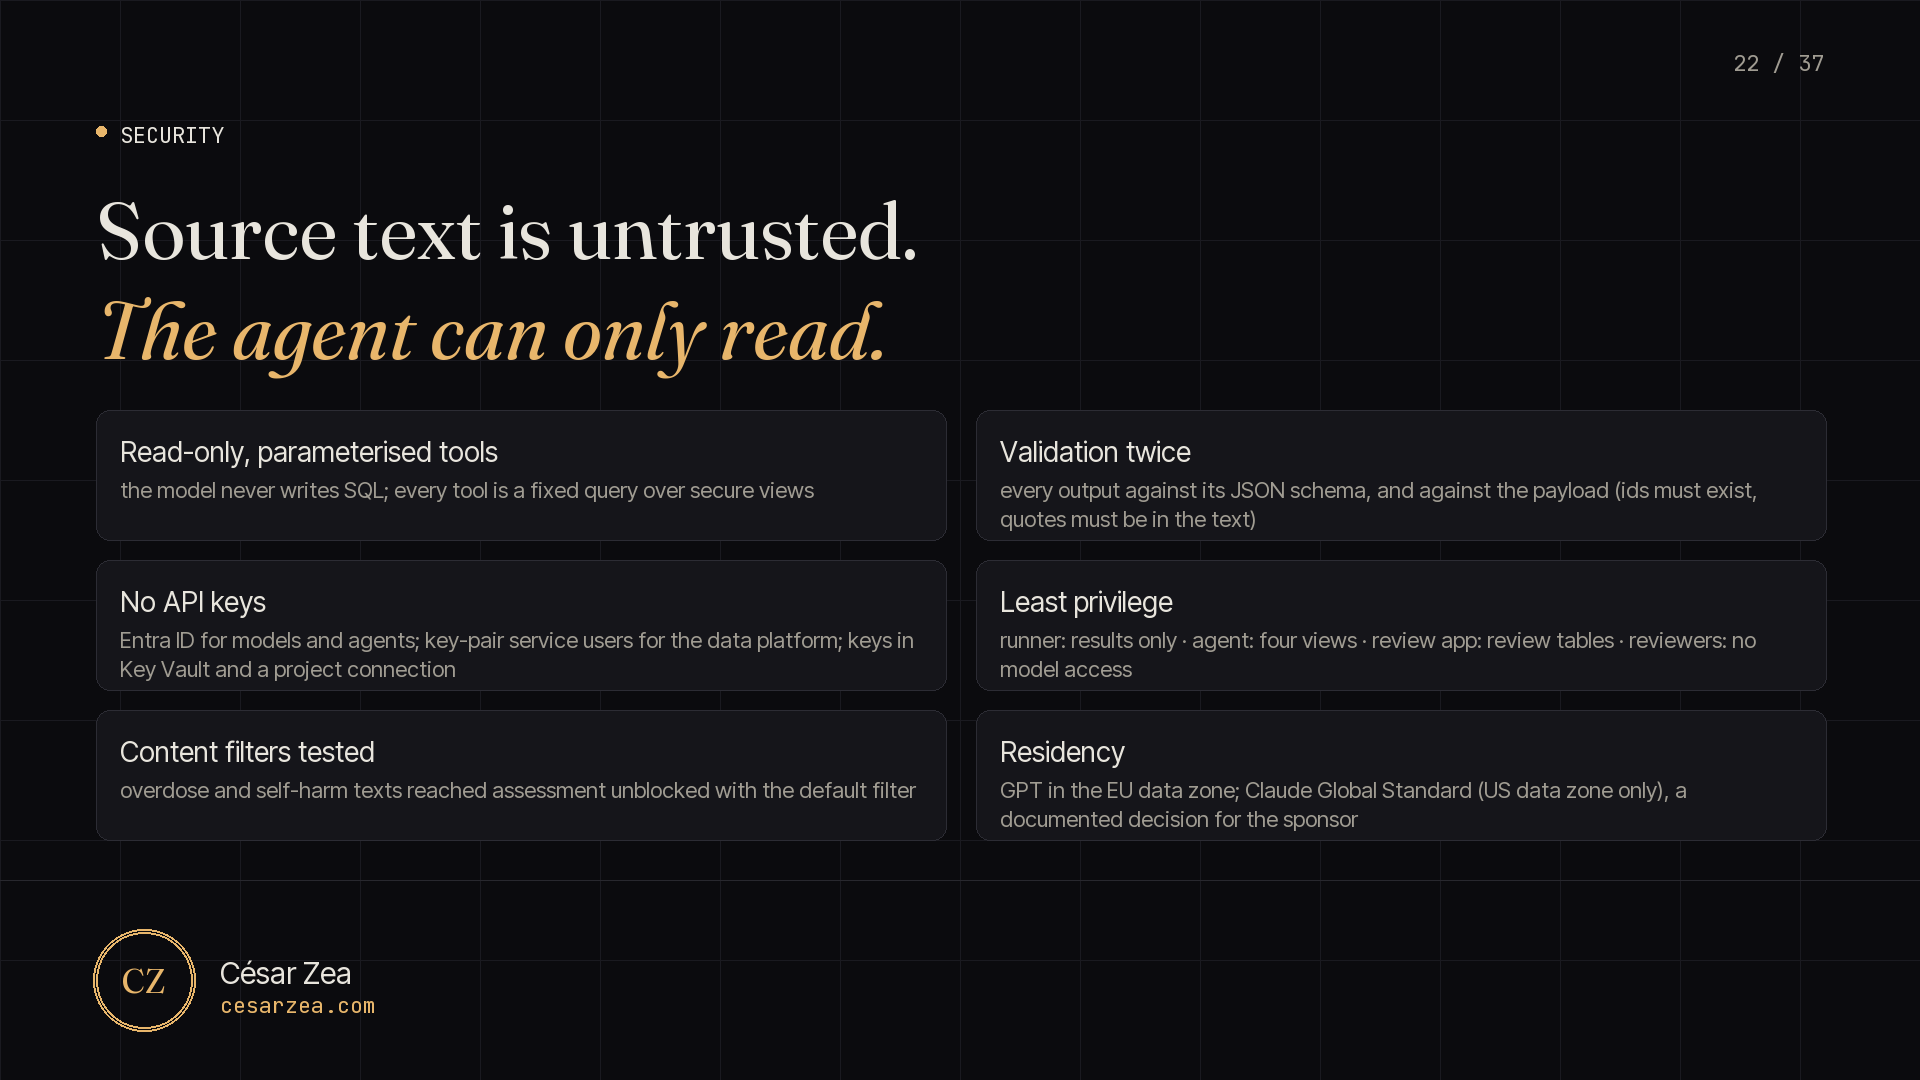 22 / 37
SECURITY
Source text is untrusted.
The agent can only read.
Read-only, parameterised tools
the model never writes SQL; every tool is a fixed query over secure views
Validation twice
every output against its JSON schema, and against the payload (ids must exist,
quotes must be in the text)
No API keys
Entra ID for models and agents; key-pair service users for the data platform; keys in
Key Vault and a project connection
Least privilege
runner: results only · agent: four views · review app: review tables · reviewers: no
model access
Content filters tested
overdose and self-harm texts reached assessment unblocked with the default filter
Residency
GPT in the EU data zone; Claude Global Standard (US data zone only), a
documented decision for the sponsor
CZ
César Zea
cesarzea.com